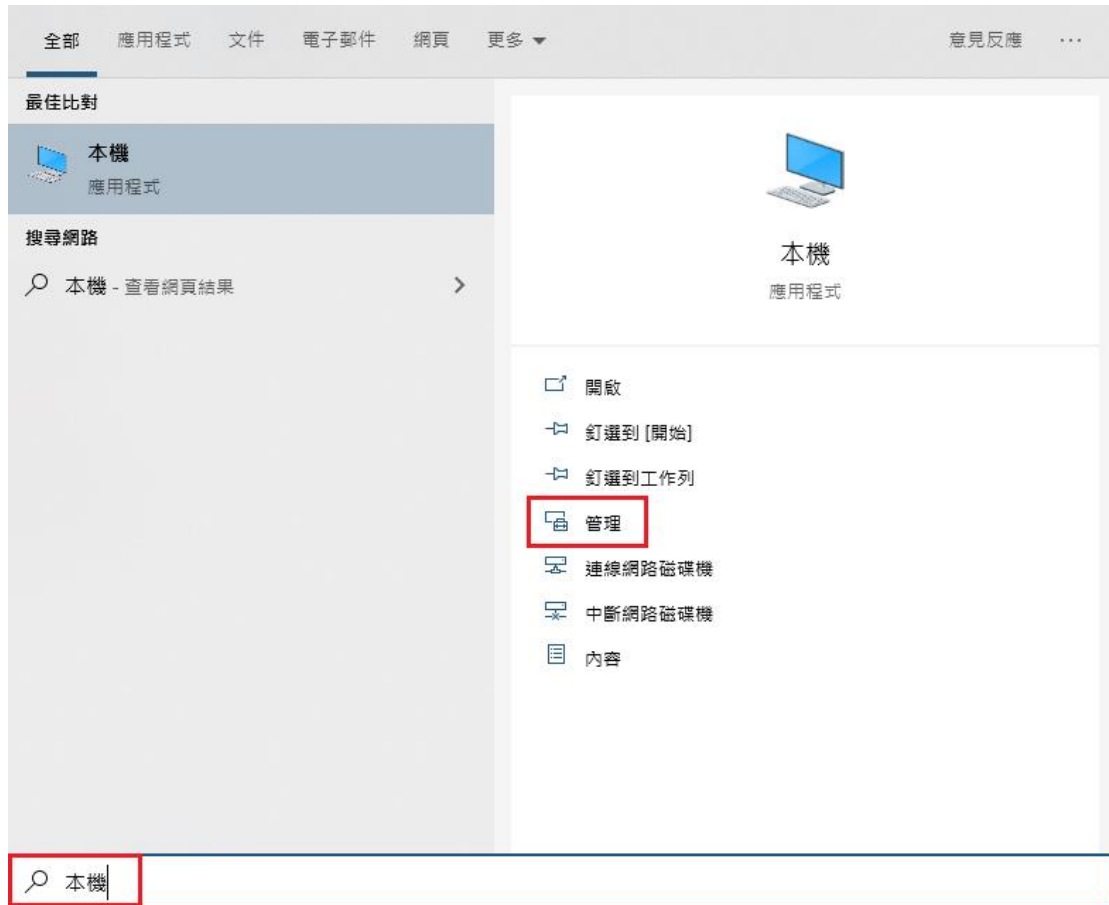 全部 應用程式 文件 電子郵件 網頁 更多 意見反應 ...
最佳比對
本機
應用程式
搜尋網路
本機 - 查看網頁結果
本機
應用程式
開啟
釘選到 [開始]
釘選到工作列
管理
連線網路磁碟機
中斷網路磁碟機
內容
本機